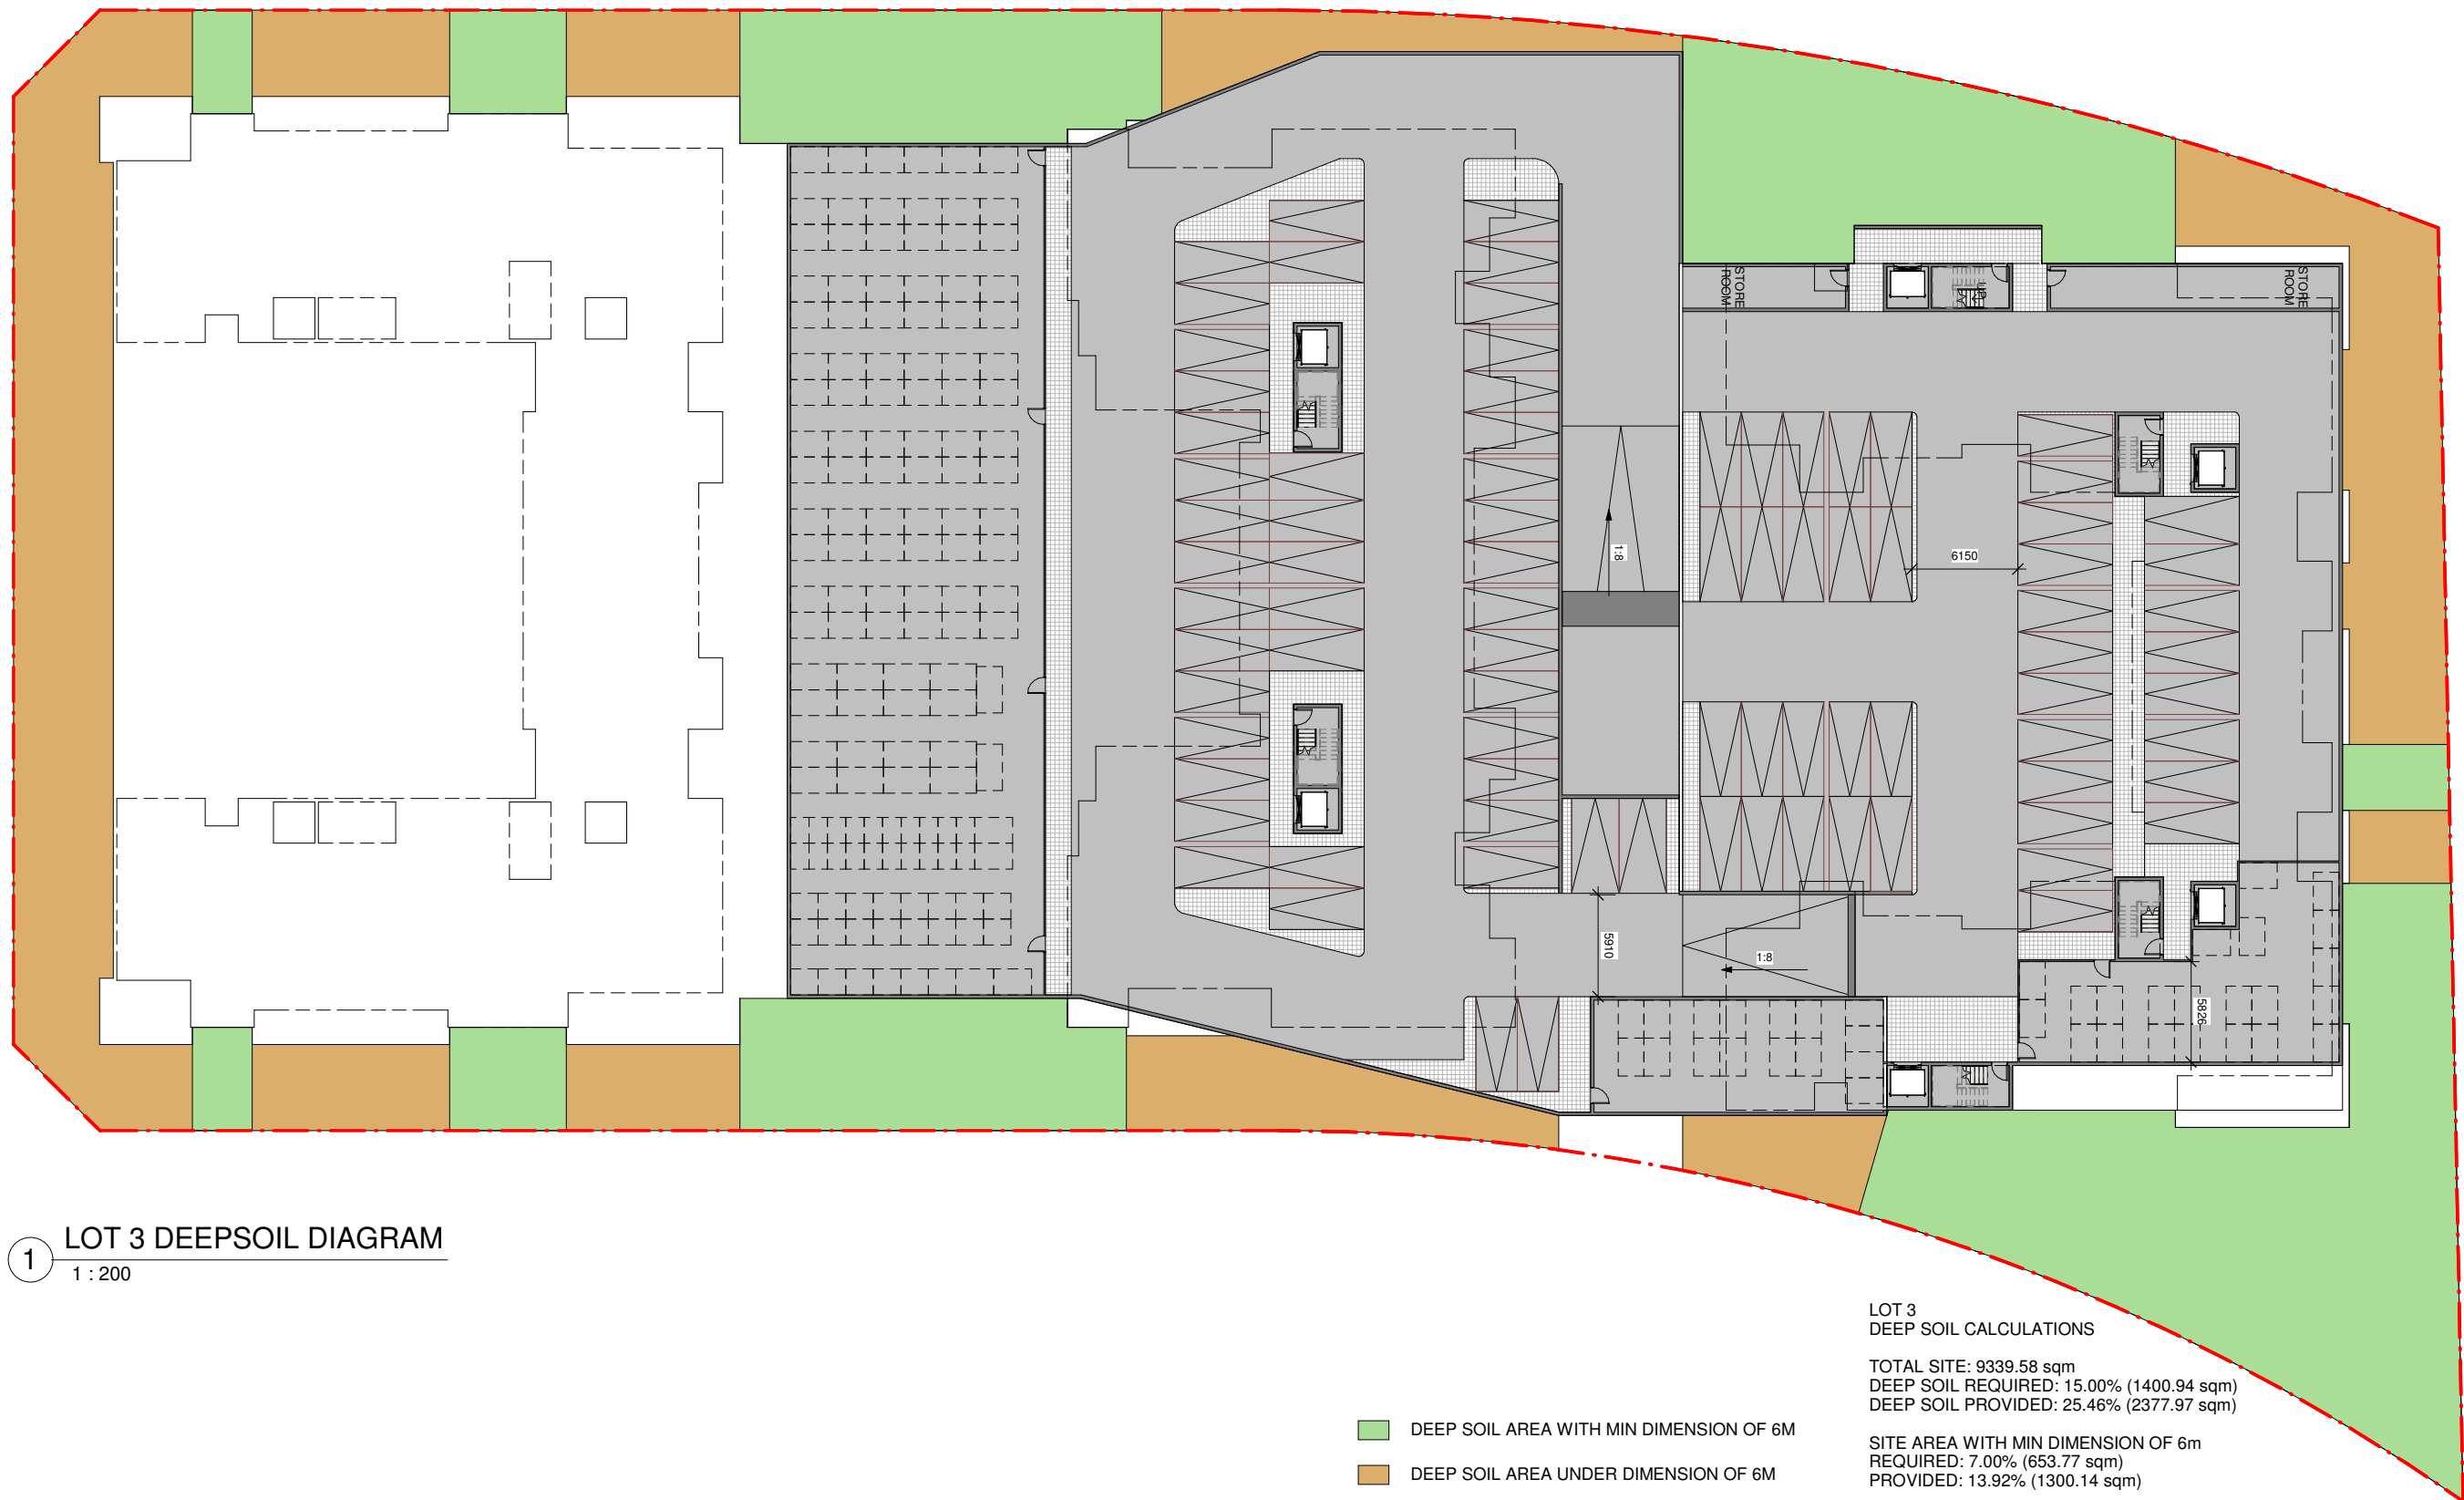 STORE
ROOM
UP
STORE
ROOM
1:8
6150
5910
1:8
5826
1
LOT 3 DEEPSOIL DIAGRAM
1 : 200
DEEP SOIL AREA WITH MIN DIMENSION OF 6M
DEEP SOIL AREA UNDER DIMENSION OF 6M
LOT 3
DEEP SOIL CALCULATIONS
TOTAL SITE: 9339.58 sqm
DEEP SOIL REQUIRED: 15.00% (1400.94 sqm)
DEEP SOIL PROVIDED: 25.46% (2377.97 sqm)
SITE AREA WITH MIN DIMENSION OF 6m
REQUIRED: 7.00% (653.77 sqm)
PROVIDED: 13.92% (1300.14 sqm)